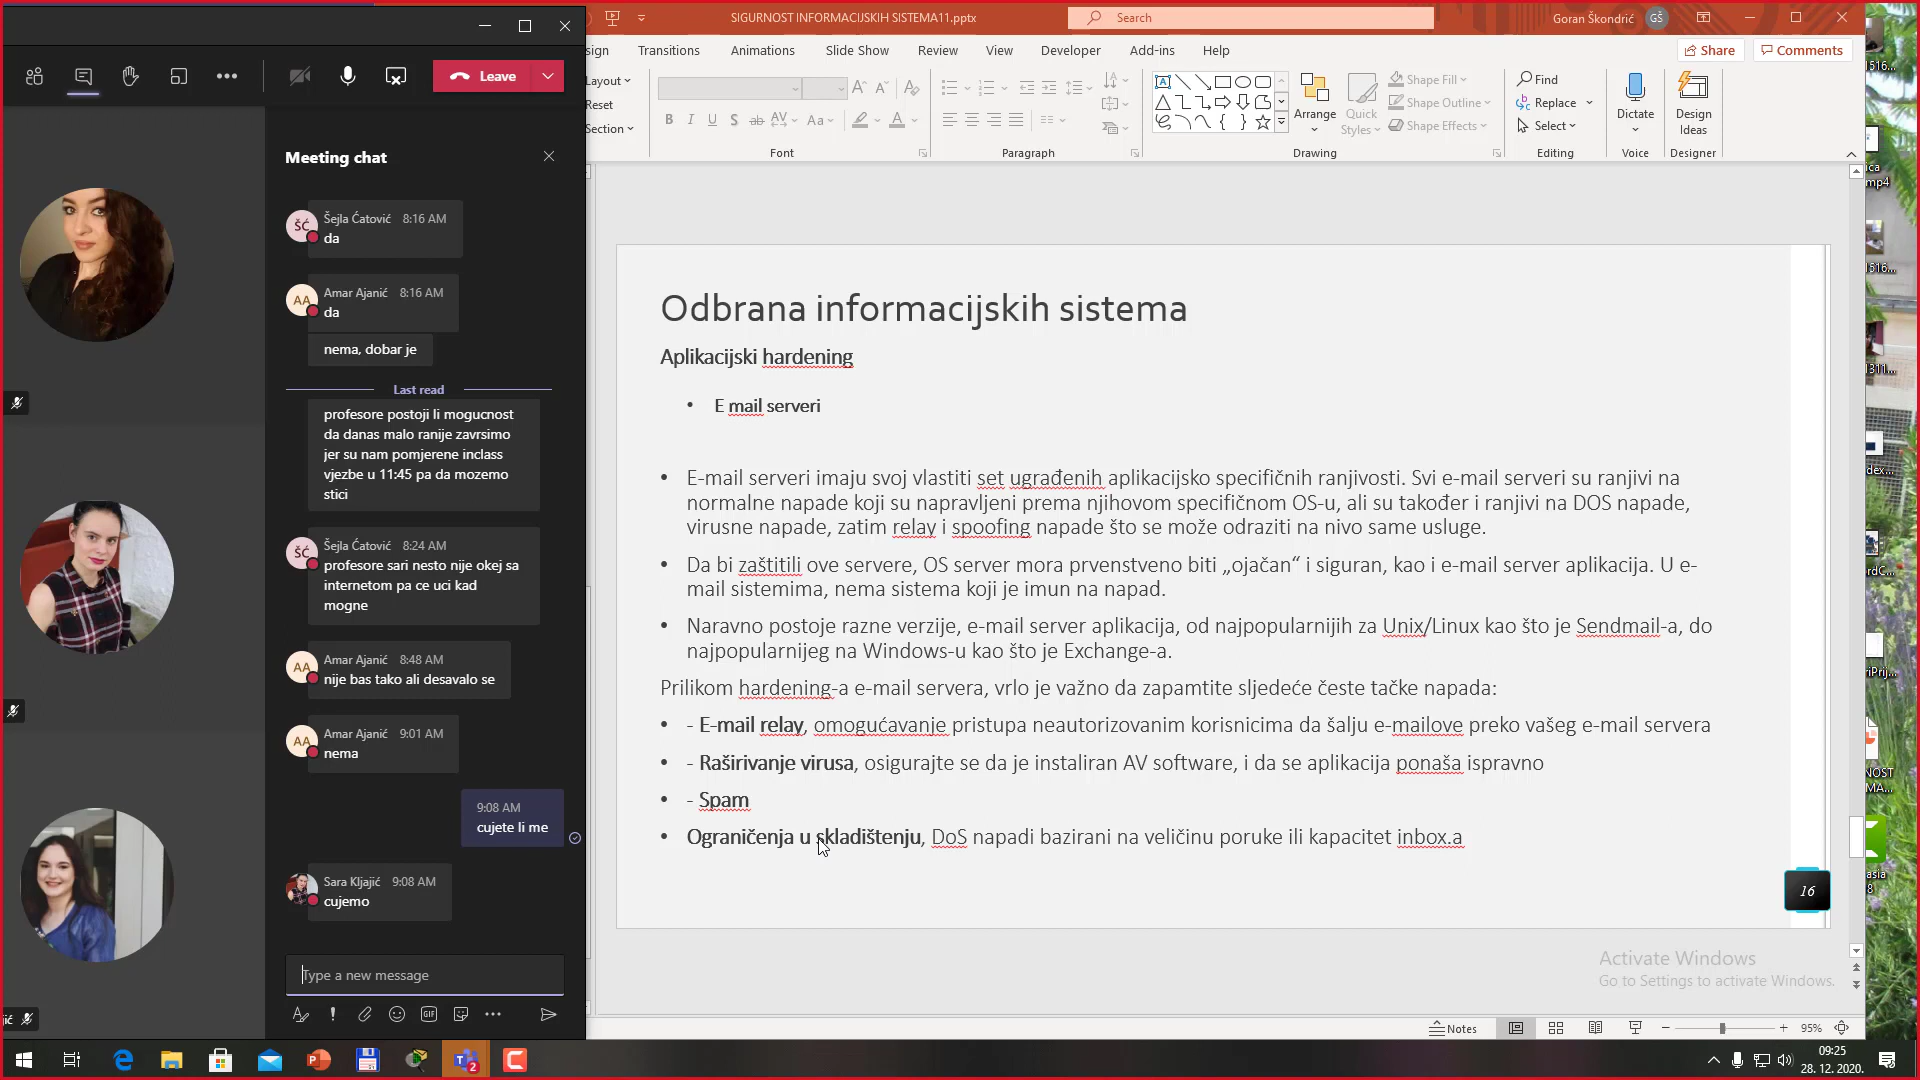 SIGURNOST INFORMACIJSKIH SISTEMA11.pptx
Search
Goran Škondrić
GŠ
sign
Transitions
Animations
Slide Show
Review
View
Developer
Add-ins
Help
Share
Comments
Leave
Layout
Reset
Section
Font
Paragraph
Arrange
Quick
Styles
Shape Fill
Shape Outline
Shape Effects
Drawing
Find
Replace
Select
Editing
Dictate
Voice
Design
Ideas
Designer
Meeting chat
ŠĆ
Šejla Ćatović 8:16 AM
da
AA
Amar Ajanić 8:16 AM
da
nema, dobar je
Last read
profesore postoji li mogucnost
da danas malo ranije zavrsimo
jer su nam pomjerene inclass
vjezbe u 11:45 pa da mozemo
stici
ŠĆ
Šejla Ćatović 8:24 AM
profesore sari nesto nije okej sa
internetom pa ce uci kad
mogne
AA
Amar Ajanić 8:48 AM
nije bas tako ali desavalo se
AA
Amar Ajanić 9:01 AM
nema
9:08 AM
cujete li me
Sara Kljajić 9:08 AM
cujemo
Type a new message
GIF
Odbrana informacijskih sistema
Aplikacijski hardening
• E mail serveri
• E-mail serveri imaju svoj vlastiti set ugrađenih aplikacijsko specifičnih ranjivosti. Svi e-mail serveri su ranjivi na
normalne napade koji su napravljeni prema njihovom specifičnom OS-u, ali su također i ranjivi na DOS napade,
virusne napade, zatim relay i spoofing napade što se može odraziti na nivo same usluge.
• Da bi zaštitili ove servere, OS server mora prvenstveno biti „ojačan“ i siguran, kao i e-mail server aplikacija. U e-
mail sistemima, nema sistema koji je imun na napad.
• Naravno postoje razne verzije, e-mail server aplikacija, od najpopularnijih za Unix/Linux kao što je Sendmail-a, do
najpopularnijeg na Windows-u kao što je Exchange-a.
Prilikom hardening-a e-mail servera, vrlo je važno da zapamtite sljedeće česte tačke napada:
• - E-mail relay, omogućavanje pristupa neautorizovanim korisnicima da šalju e-mailove preko vašeg e-mail servera
• - Raširivanje virusa, osigurajte se da je instaliran AV software, i da se aplikacija ponaša ispravno
• - Spam
• Ograničenja u skladištenju, DoS napadi bazirani na veličinu poruke ili kapacitet inbox.a
16
Activate Windows
Go to Settings to activate Windows.
Notes
95%
2
09:25
28. 12. 2020.